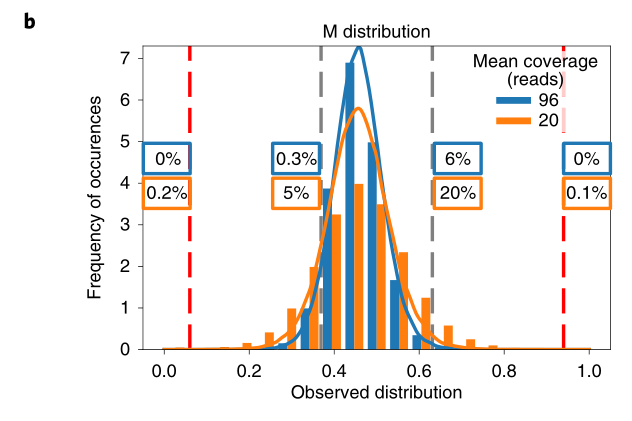 b
M distribution
Mean coverage
(reads)
96
20
Frequency of occurences
7
6
5
4
3
2
1
0
0% 0.3% 6% 0%
0.2% 5% 20% 0.1%
0.0 0.2 0.4 0.6 0.8 1.0
Observed distribution